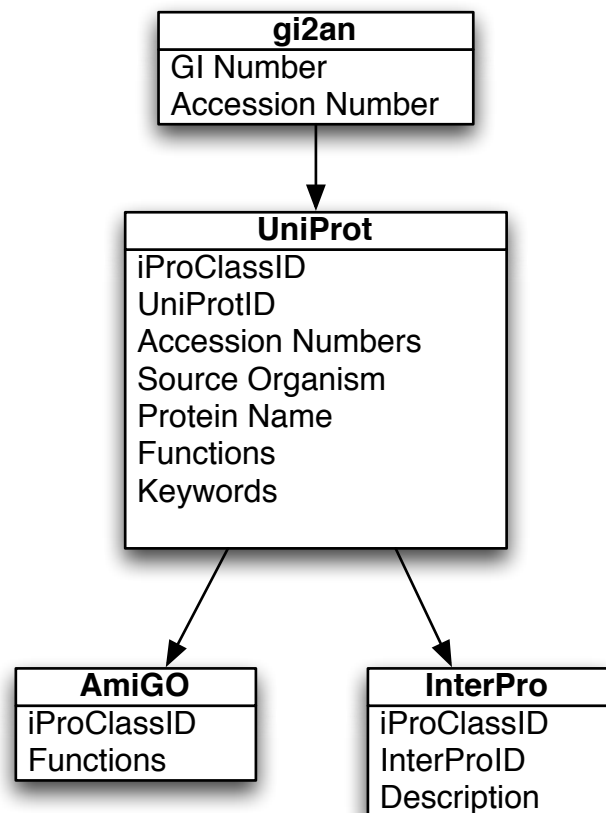 gi2an
GI Number
Accession Number
UniProt
iProClassID
UniProtID
Accession Numbers
Source Organism
Protein Name
Functions
Keywords
AmiGO
iProClassID
Functions
InterPro
iProClassID
InterProID
Description